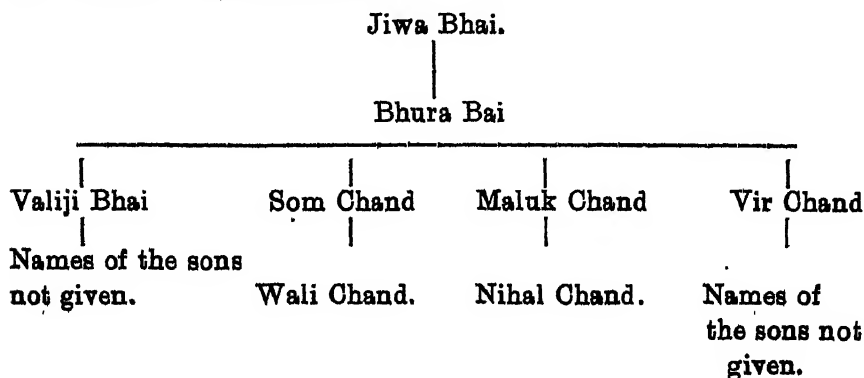 Jiwa Bhai.
Bhura Bai
Valiji Bhai Som Chand Maluk Chand Vir Chand
Names of the sons
not given. Wali Chand. Nihal Chand. Names of
the sons not
given.